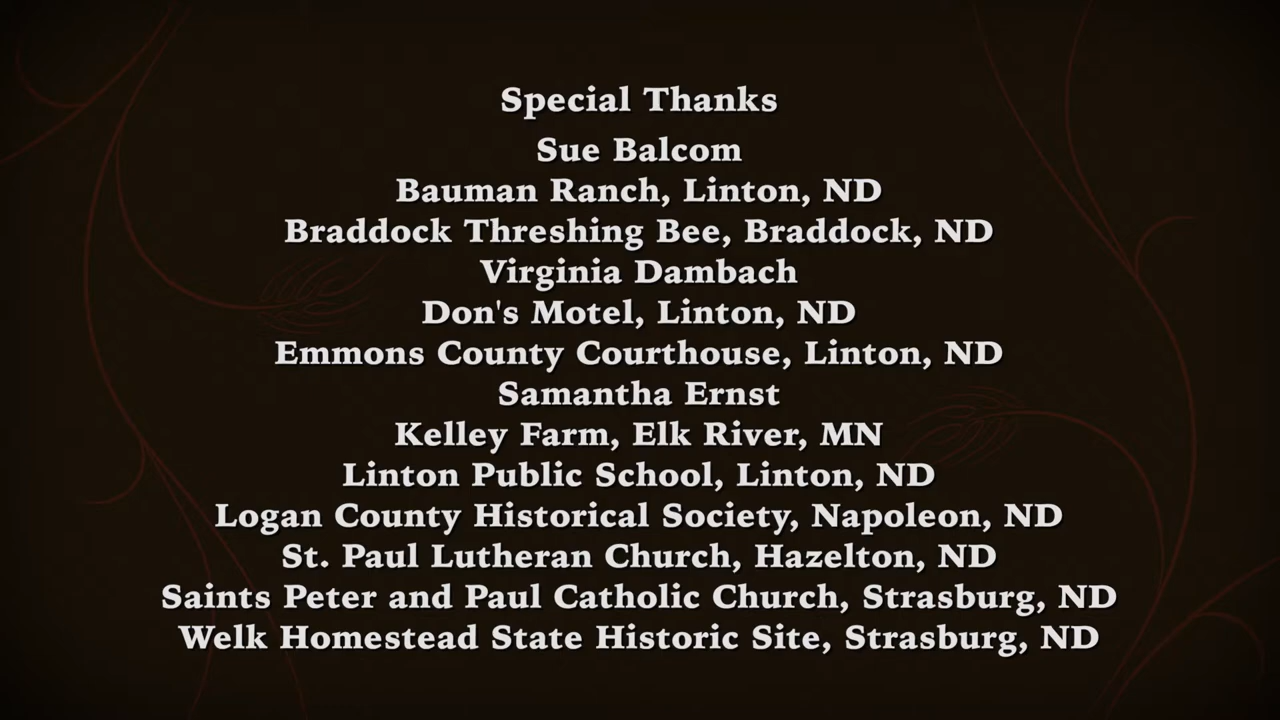 Special Thanks
Sue Balcom
Bauman Ranch, Linton, ND
Braddock Threshing Bee, Braddock, ND
Virginia Dambach
Don's Motel, Linton, ND
Emmons County Courthouse, Linton, ND
Samantha Ernst
Kelley Farm, Elk River, MN
Linton Public School, Linton, ND
Logan County Historical Society, Napoleon, ND
St. Paul Lutheran Church, Hazelton, ND
Saints Peter and Paul Catholic Church, Strasburg, ND
Welk Homestead State Historic Site, Strasburg, ND